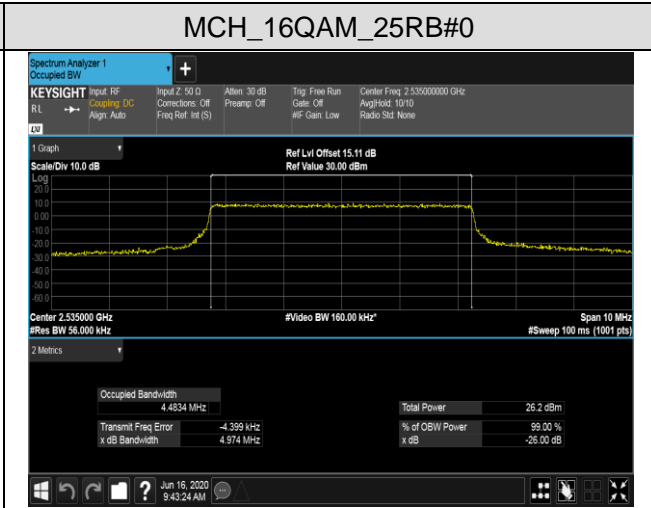 MCH_16QAM_25RB#0
Spectrum Analyzer 1
Occupied BW
+
KEYSIGHT
RL
LXI
Input: RF
Coupling: DC
Align: Auto
Input Z: 50 Ω
Corrections: Off
Freq Ref: Int (S)
Atten: 30 dB
Preamp: Off
Trig: Free Run
Gate: Off
#IF Gain: Low
Center Freq: 2.535000000 GHz
Avg|Hold: 10/10
Radio Std: None
1 Graph
Scale/Div 10.0 dB
Ref Lvl Offset 15.11 dB
Ref Value 30.00 dBm
Log
20.0
10.0
0.00
-10.0
-20.0
-30.0
-40.0
-50.0
-60.0
Center 2.535000 GHz
#Res BW 56.000 kHz
#Video BW 160.00 kHz*
Span 10 MHz
#Sweep 100 ms (1001 pts)
2 Metrics
Occupied Bandwidth
4.4834 MHz
Transmit Freq Error -4.399 kHz
x dB Bandwidth 4.974 MHz
Total Power 26.2 dBm
% of OBW Power 99.00 %
x dB -26.00 dB
?
Jun 16, 2020
9:43:24 AM